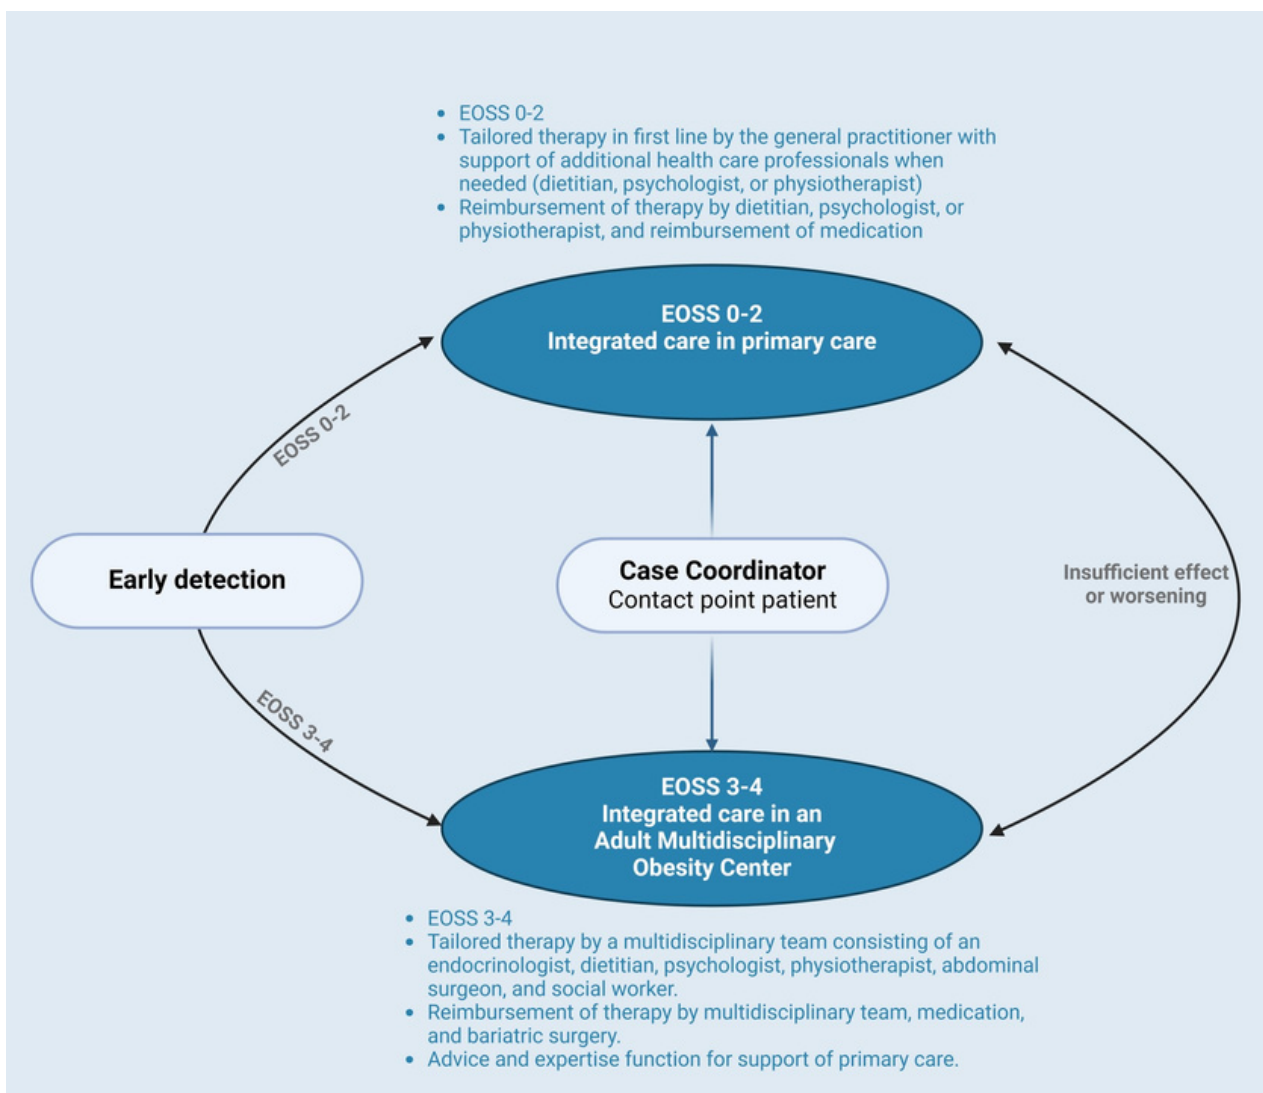 • EOSS 0-2
• Tailored therapy in first line by the general practitioner with
support of additional health care professionals when
needed (dietitian, psychologist, or physiotherapist)
• Reimbursement of therapy by dietitian, psychologist, or
physiotherapist, and reimbursement of medication
EOSS 0-2
Integrated care in primary care
EOSS 0-2
Early detection
Case Coordinator
Contact point patient
Insufficient effect
or worsening
EOSS 3-4
EOSS 3-4
Integrated care in an
Adult Multidisciplinary
Obesity Center
• EOSS 3-4
• Tailored therapy by a multidisciplinary team consisting of an
endocrinologist, dietitian, psychologist, physiotherapist, abdominal
surgeon, and social worker.
• Reimbursement of therapy by multidisciplinary team, medication,
and bariatric surgery.
• Advice and expertise function for support of primary care.